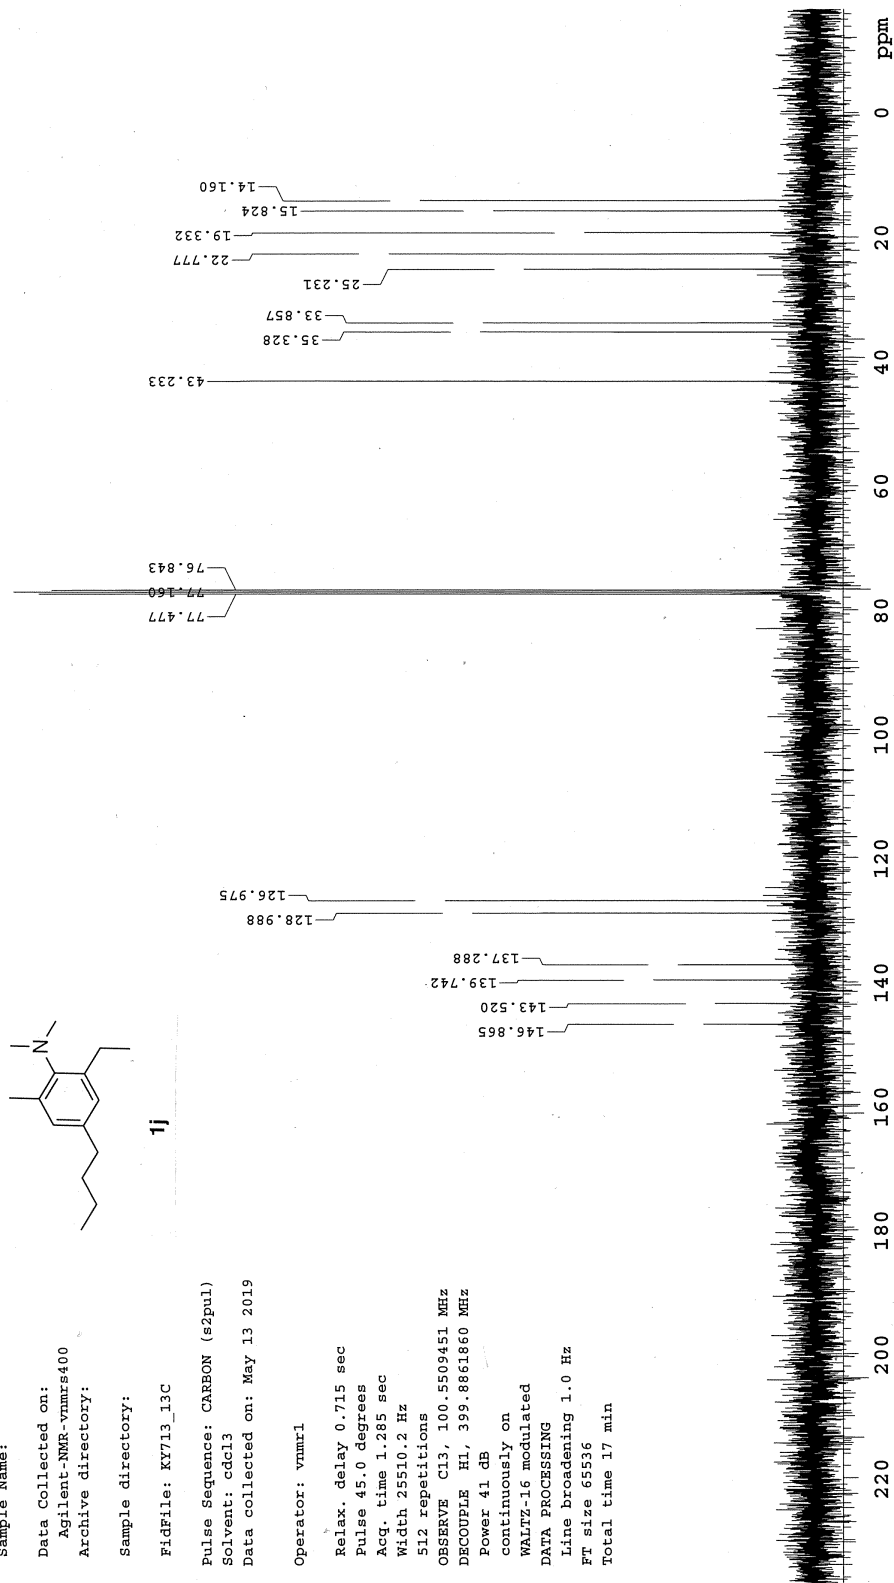 Sample Name:
Data Collected on:
Agilent-NMR-vnmrs400
Archive directory:
Sample directory:
FidFile: KY713_13C
Pulse Sequence: CARBON (s2pul)
Solvent: cdcl3
Data collected on: May 13 2019
Operator: vnmr1
Relax. delay 0.715 sec
Pulse 45.0 degrees
Acq. time 1.285 sec
Width 25510.2 Hz
512 repetitions
OBSERVE C13, 100.5509451 MHz
DECOUPLE H1, 399.8861860 MHz
Power 41 dB
continuously on
WALTZ-16 modulated
DATA PROCESSING
Line broadening 1.0 Hz
FT size 65536
Total time 17 min
N
1j
146.865
143.520
139.742
137.288
128.988
126.975
77.477
77.160
76.843
43.233
35.328
33.857
25.231
22.777
19.332
15.824
14.160
220 200 180 160 140 120 100 80 60 40 20 0 ppm